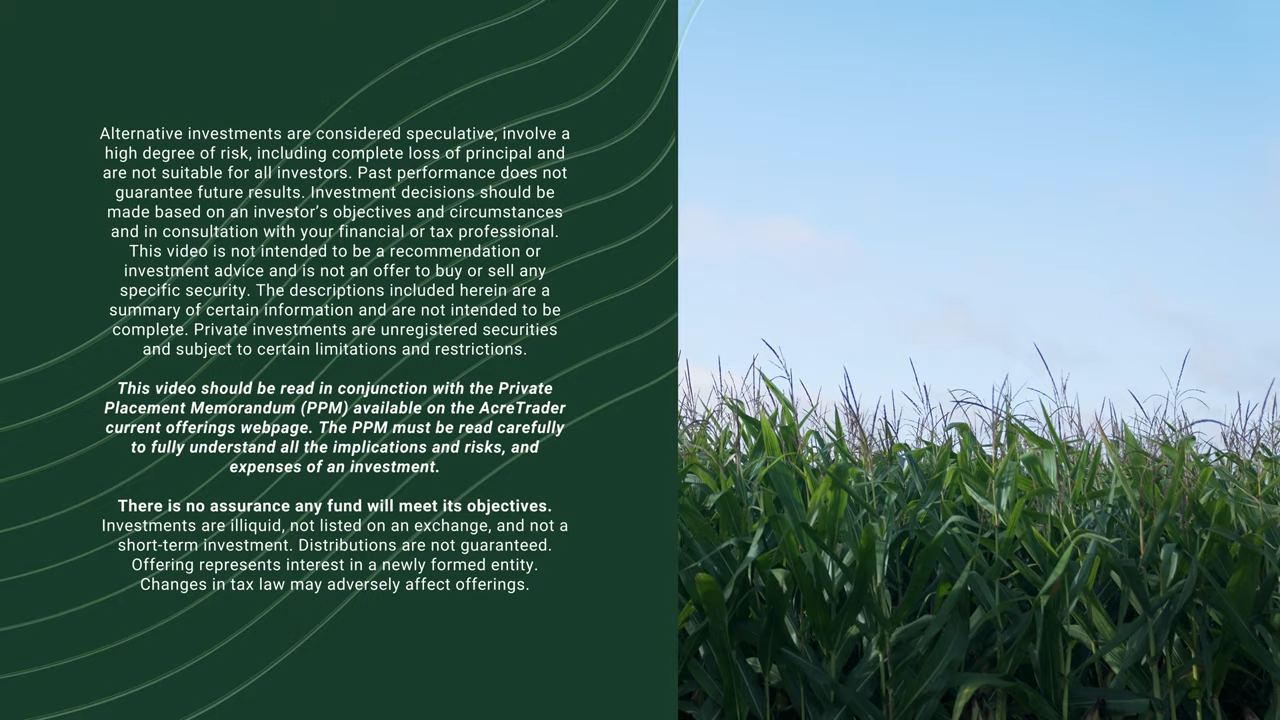 Alternative investments are considered speculative, involve a
high degree of risk, including complete loss of principal and
are not suitable for all investors. Past performance does not
guarantee future results. Investment decisions should be
made based on an investor’s objectives and circumstances
and in consultation with your financial or tax professional.
This video is not intended to be a recommendation or
investment advice and is not an offer to buy or sell any
specific security. The descriptions included herein are a
summary of certain information and are not intended to be
complete. Private investments are unregistered securities
and subject to certain limitations and restrictions.
This video should be read in conjunction with the Private
Placement Memorandum (PPM) available on the AcreTrader
current offerings webpage. The PPM must be read carefully
to fully understand all the implications and risks, and
expenses of an investment.
There is no assurance any fund will meet its objectives.
Investments are illiquid, not listed on an exchange, and not a
short-term investment. Distributions are not guaranteed.
Offering represents interest in a newly formed entity.
Changes in tax law may adversely affect offerings.